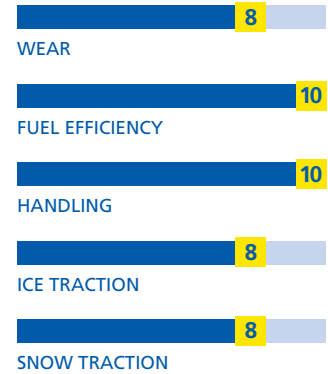 8
WEAR
10
FUEL EFFICIENCY
10
HANDLING
8
ICE TRACTION
8
SNOW TRACTION